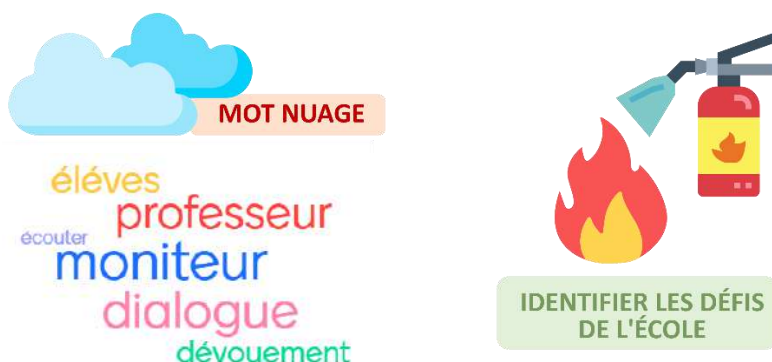 MOT NUAGE
éléves
professeur
écouter
moniteur
dialogue
dévouement
IDENTIFIER LES DÉFIS
DE L'ÉCOLE